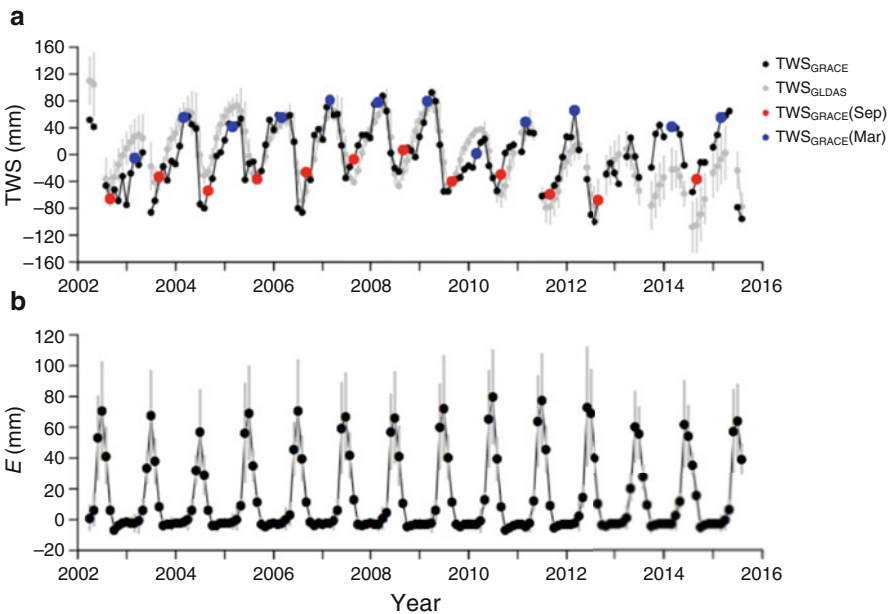 a
160
120
80
40
0
−40
−80
−120
−160
TWS (mm)
2002 2004 2006 2008 2010 2012 2014 2016
TWSGRACE
TWSGLDAS
TWSGRACE(Sep)
TWSGRACE(Mar)
b
120
100
80
60
40
20
0
−20
E (mm)
2002 2004 2006 2008 2010 2012 2014 2016
Year